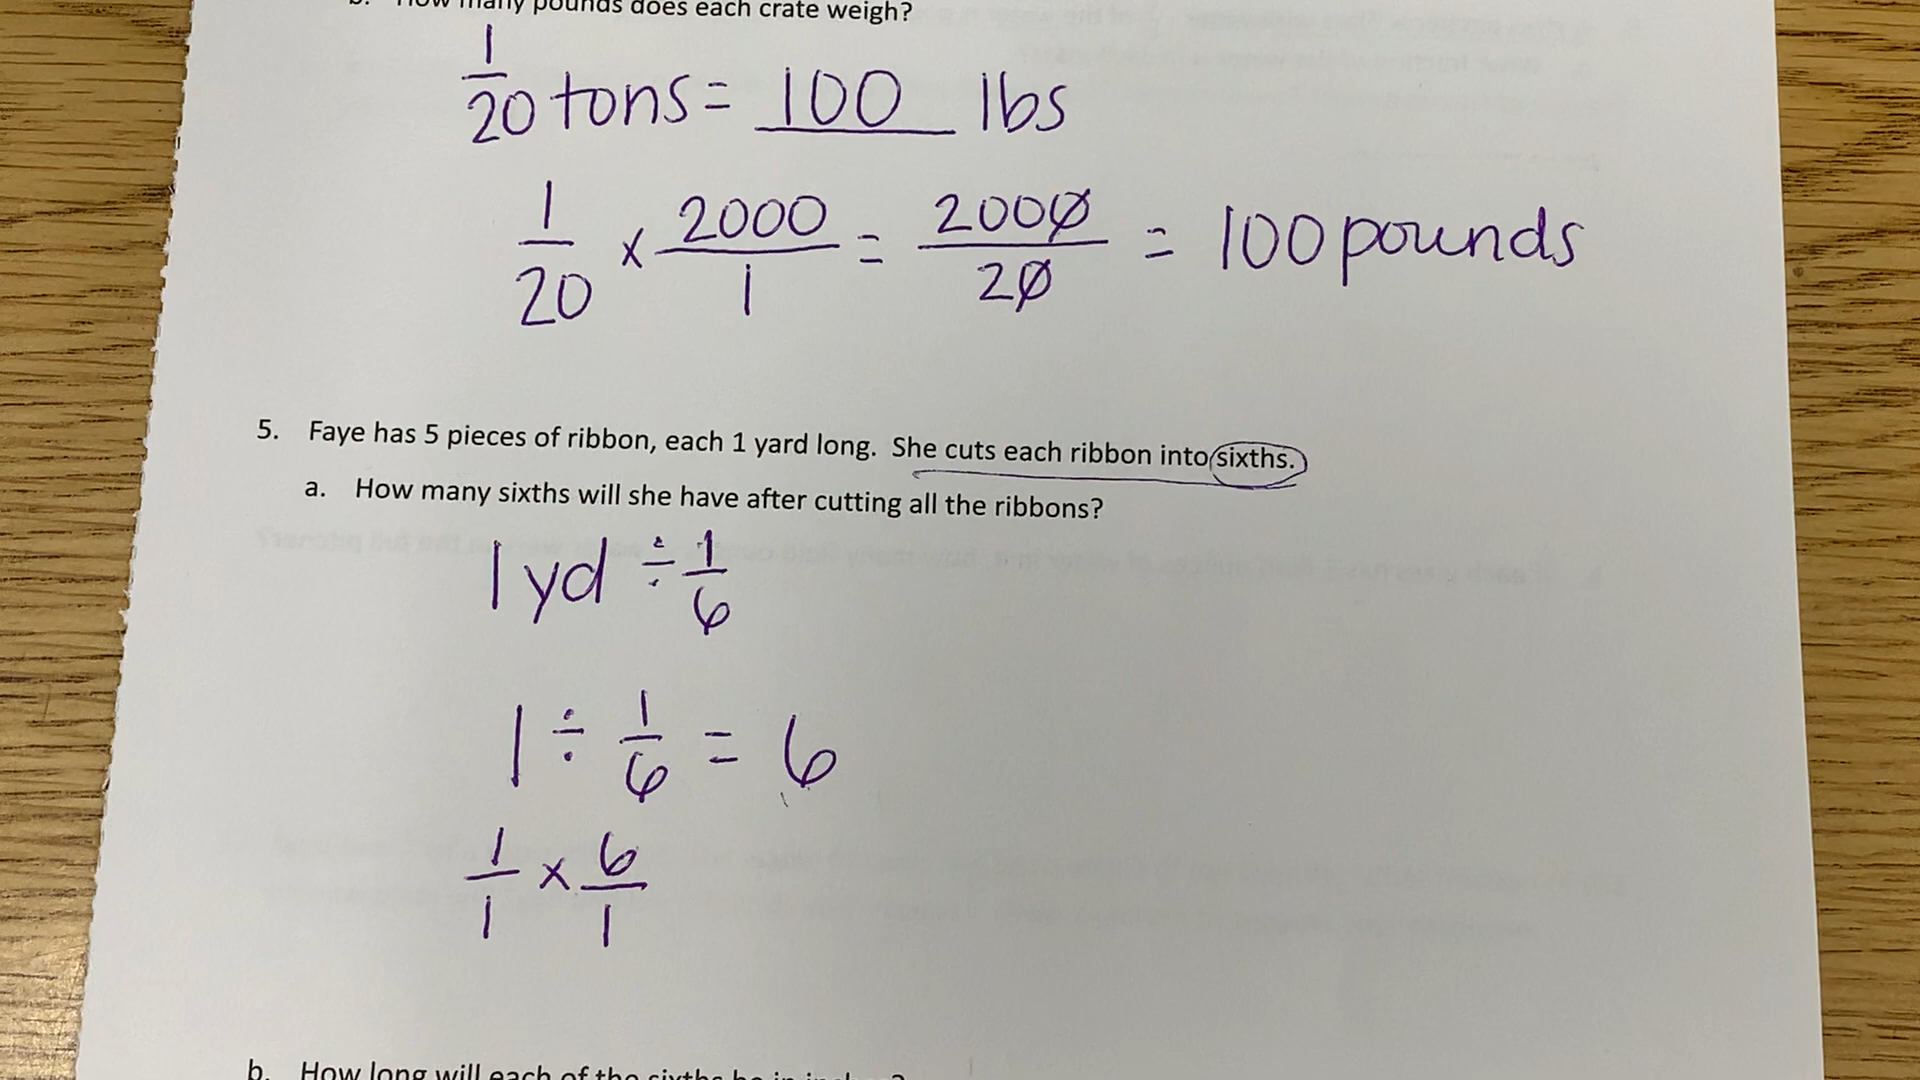 How many pounds does each crate weigh?
1/20 tons = 100 lbs
1/20 x 2000/1 = 2000/20 = 100 pounds
5. Faye has 5 pieces of ribbon, each 1 yard long. She cuts each ribbon into sixths.
a. How many sixths will she have after cutting all the ribbons?
1 yd ÷ 1/6
1 ÷ 1/6 = 6
1/1 x 6/1
b. How long will each of the sixths be in